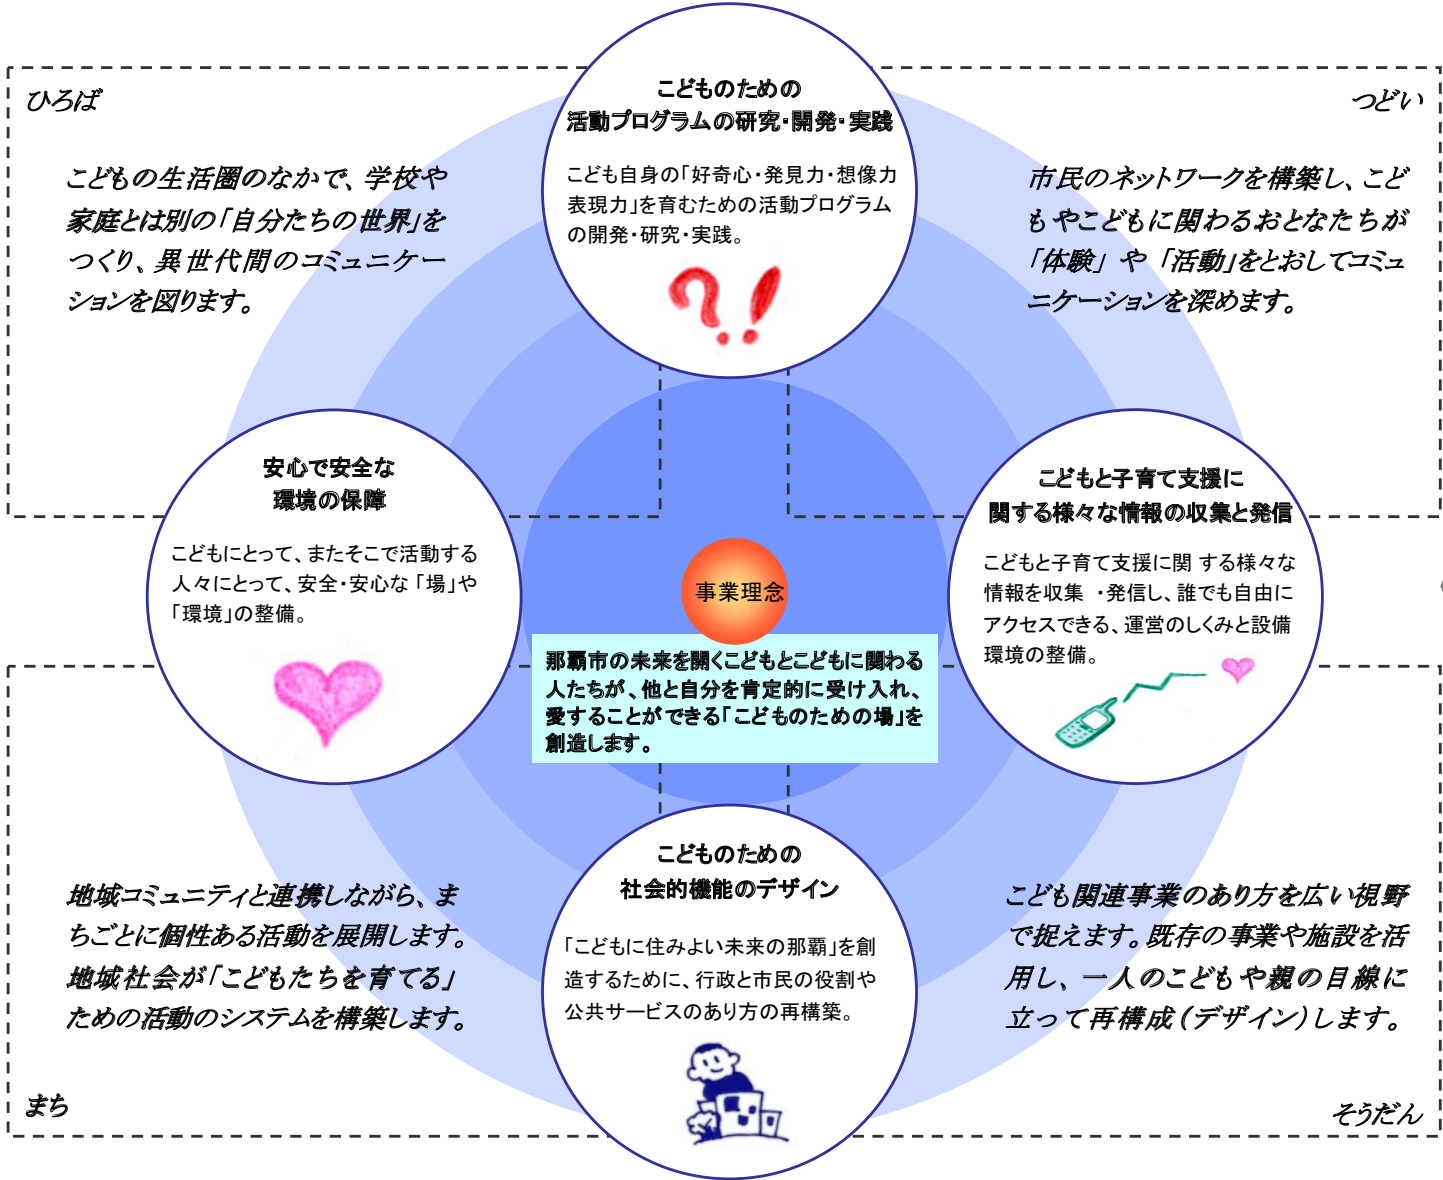 こどものための
活動プログラムの研究・開発・実践
こども自身の「好奇心・発見力・想像力
表現力」を育むための活動プログラム
の開発・研究・実践。
ひろば
こどもの生活圏のなかで、学校や
家庭とは別の「自分たちの世界」を
つくり、異世代間のコミュニケー
ションを図ります。
つどい
市民のネットワークを構築し、こど
もやこどもに関わるおとなたちが
「体験」 や 「活動」をとおしてコミュ
ニケーションを深めます。
安心で安全な
環境の保障
こどもにとって、またそこで活動する
人々にとって、安全・安心な 「場」や
「環境」の整備。
こどもと子育て支援に
関する様々な情報の収集と発信
こどもと子育て支援に関 する様々な
情報を収集 ・発信し、誰でも自由に
アクセスできる、運営のしくみと設備
環境の整備。
事業理念
那覇市の未来を開くこどもとこどもに関わる
人たちが、他と自分を肯定的に受け入れ、
愛することができる「こどものための場」を
創造します。
こどものための
社会的機能のデザイン
「こどもに住みよい未来の那覇」を創
造するために、行政と市民の役割や
公共サービスのあり方の再構築。
地域コミュニティと連携しながら、ま
ちごとに個性ある活動を展開します。
地域社会が「こどもたちを育てる」
ための活動のシステムを構築します。
まち
こども関連事業のあり方を広い視野
で捉えます。既存の事業や施設を活
用し、一人のこどもや親の目線に
立って再構成(デザイン)します。
そうだん